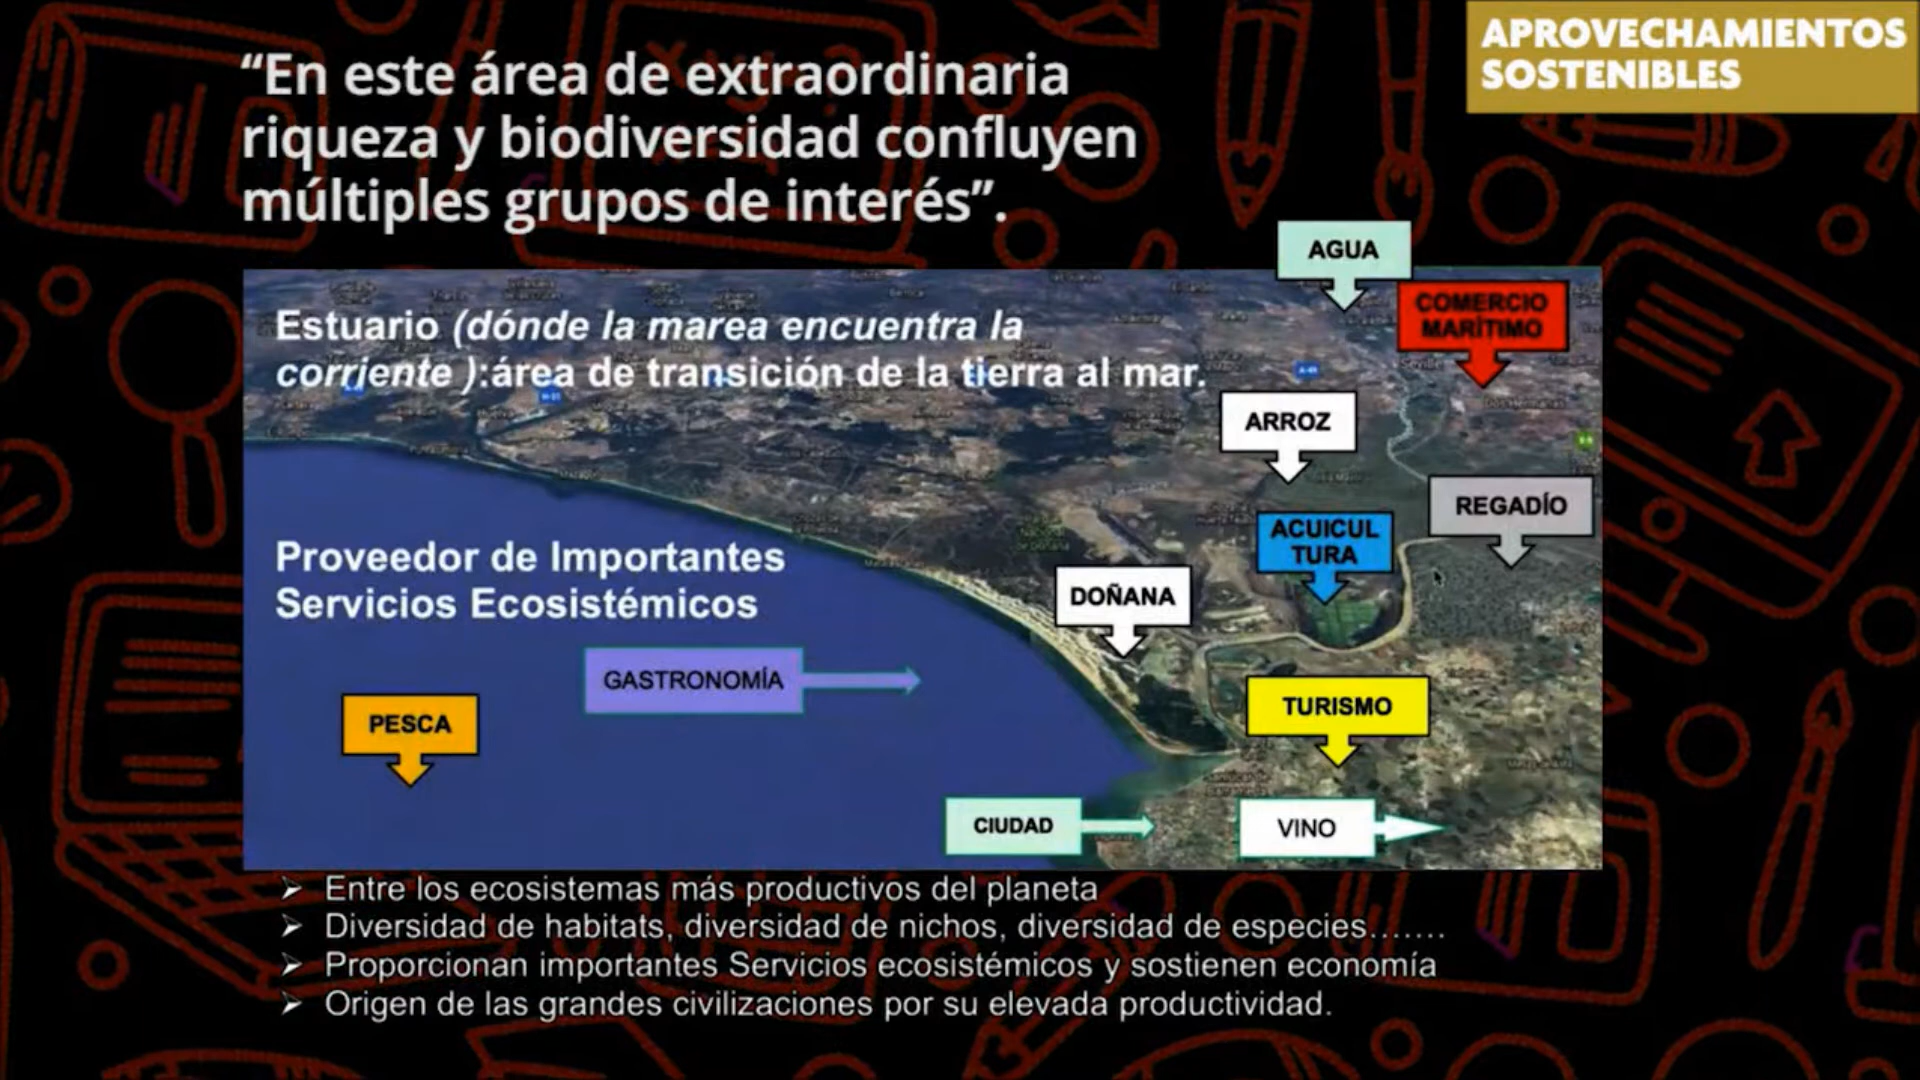 APROVECHAMIENTOS
SOSTENIBLES
“En este área de extraordinaria
riqueza y biodiversidad confluyen
múltiples grupos de interés”.
AGUA
COMERCIO
MARÍTIMO
Estuario (dónde la marea encuentra la
corriente ):área de transición de la tierra al mar.
ARROZ
REGADÍO
ACUICUL
TURA
Proveedor de Importantes
Servicios Ecosistémicos
DOÑANA
GASTRONOMÍA
PESCA
TURISMO
CIUDAD
VINO
➢ Entre los ecosistemas más productivos del planeta
➢ Diversidad de habitats, diversidad de nichos, diversidad de especies…….
➢ Proporcionan importantes Servicios ecosistémicos y sostienen economía
➢ Origen de las grandes civilizaciones por su elevada productividad.